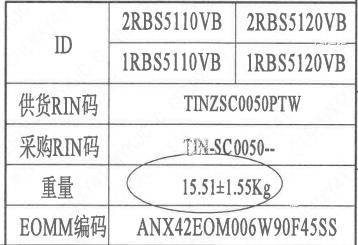 ID 2RBS5110VB 2RBS5120VB
1RBS5110VB 1RBS5120VB
供货RIN码 TINZSC0050PTW
采购RIN码 TIN-SC0050--
重量 15.51±1.55Kg
EOMM编码 ANX42EOM006W90F45SS